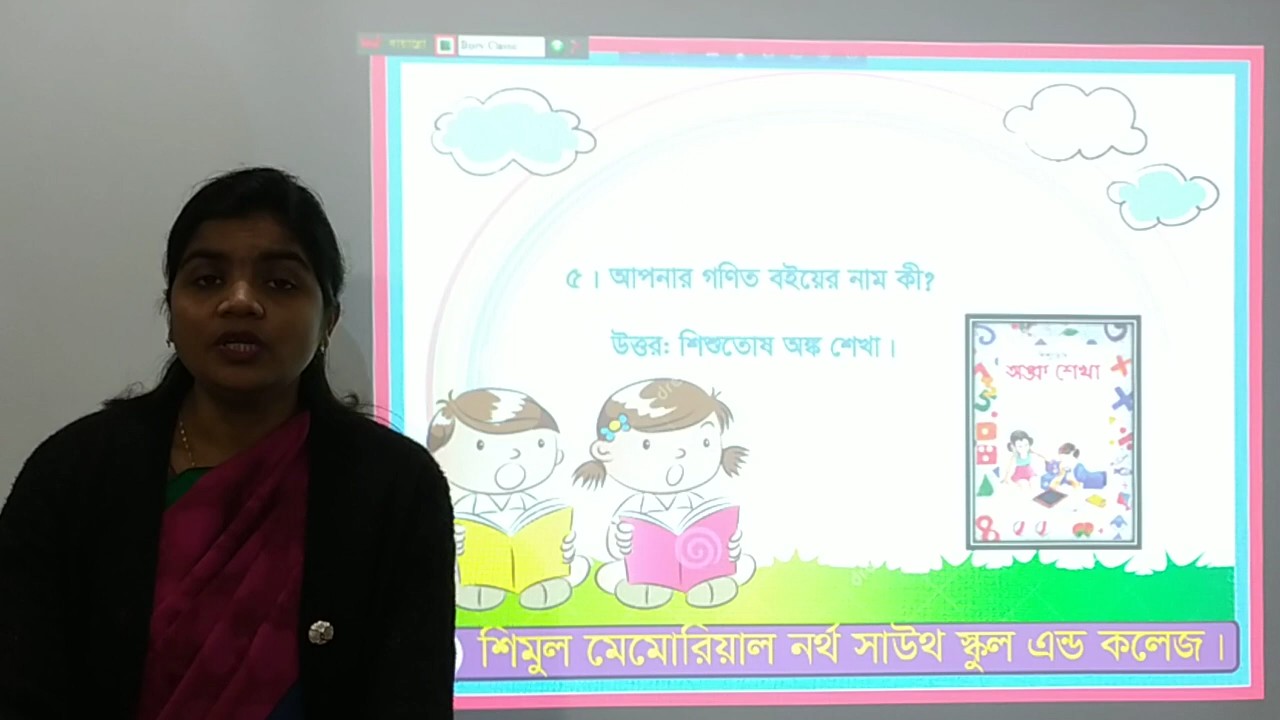 ৫। আপনার গণিত বইয়ের নাম কী?
উত্তর: শিশুতোষ অঙ্ক শেখা।
অঙ্ক শেখা
শিমুল মেমোরিয়াল নর্থ সাউথ স্কুল এন্ড কলেজ।